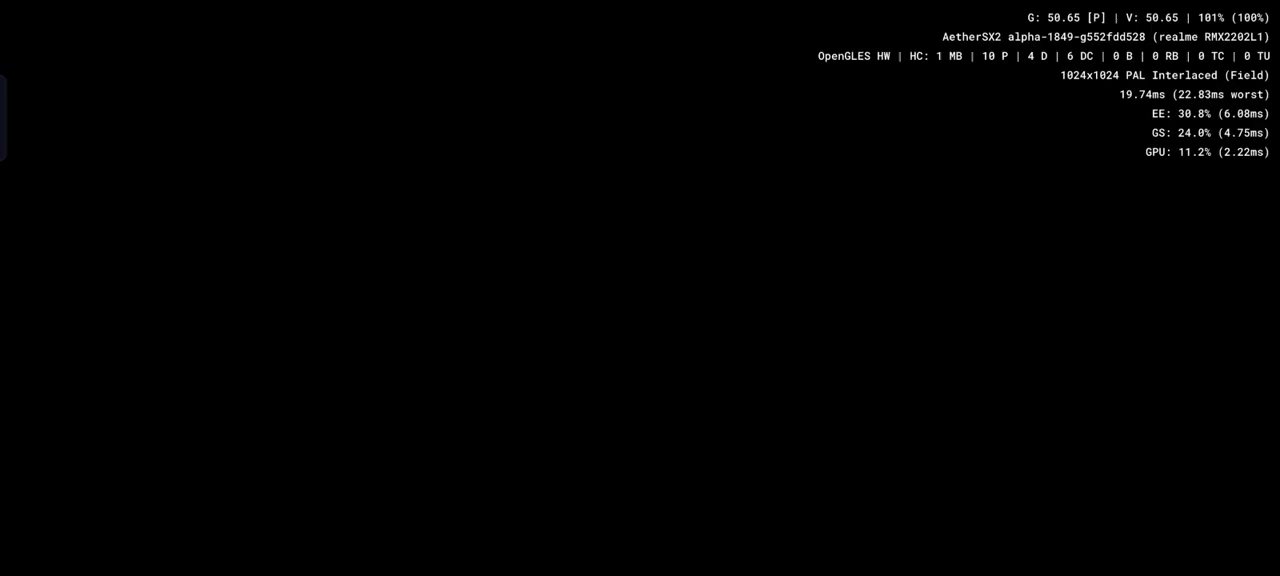 G: 50.65 [P] | V: 50.65 | 101% (100%)
AetherSX2 alpha-1849-g552fdd528 (realme RMX2202L1)
OpenGLES HW | HC: 1 MB | 10 P | 4 D | 6 DC | 0 B | 0 RB | 0 TC | 0 TU
1024x1024 PAL Interlaced (Field)
19.74ms (22.83ms worst)
EE: 30.8% (6.08ms)
GS: 24.0% (4.75ms)
GPU: 11.2% (2.22ms)